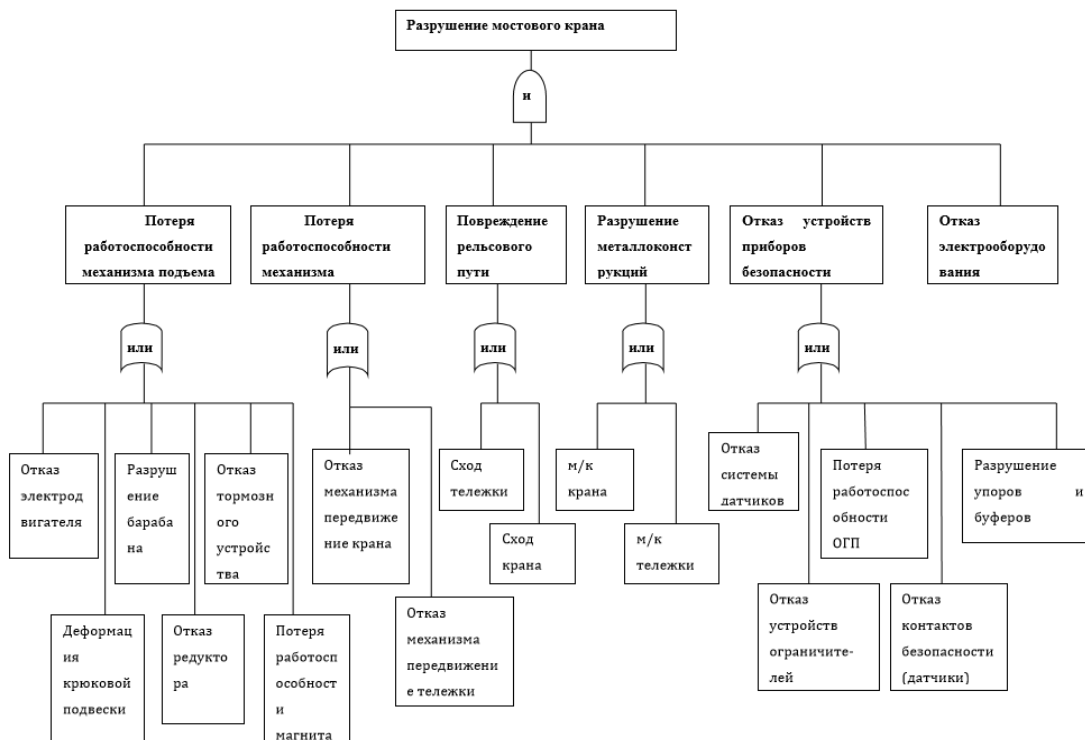 Разрушение мостового крана
и
Потеря
работоспособности
механизма подъема
Потеря
работоспособности
механизма
Повреждение
рельсового
пути
Разрушение
металлоконст
рукций
Отказ устройств
приборов
безопасности
Отказ
электрооборудо
вания
или
или
или
или
или
Отказ
электрод
вигателя
Разруш
ение
бараба
на
Отказ
тормозн
ого
устройс
тва
Отказ
механизма
передвиже
ние крана
Сход
тележки
м/к
крана
Отказ
системы
датчиков
Потеря
работоспос
обности
ОГП
Разрушение
упоров и
буферов
Сход
крана
м/к
тележки
Деформац
ия
крюковой
подвески
Отказ
редукто
ра
Потеря
работосп
особност
и
магнита
Отказ
механизма
передвижени
е тележки
Отказ
устройств
ограничите-
лей
Отказ
контактов
безопасности
(датчики)